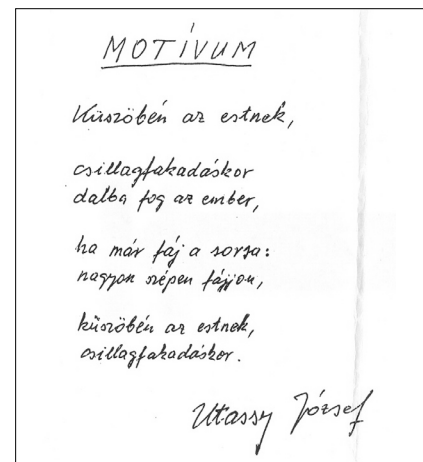 MOTÍVUM
Küszöbén az estnek,
csillagfakadáskor
dalba fog az ember,
ha már fáj a sorsa:
nagyon szépen fájjon,
küszöbén az estnek,
csillagfakadáskor.
Utassy József